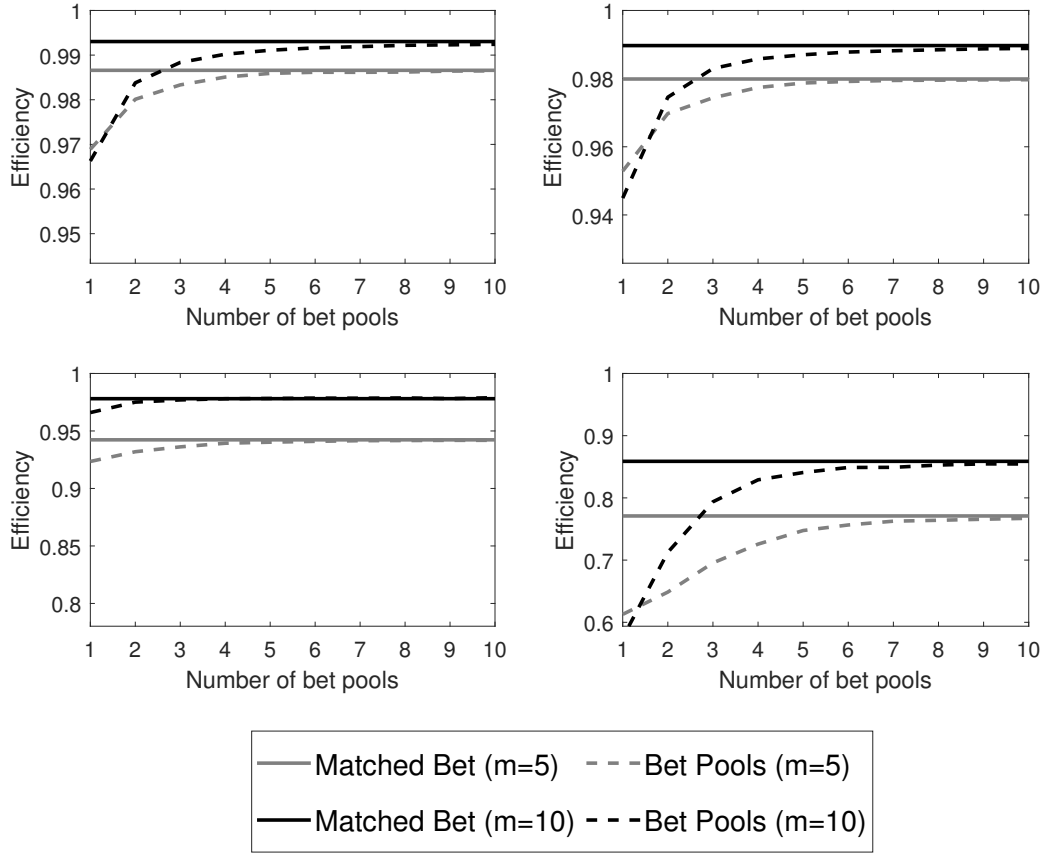 1
0.99
0.98
0.97
0.96
0.95
Efficiency
1 2 3 4 5 6 7 8 9 10
Number of bet pools
1
0.98
0.96
0.94
Efficiency
1 2 3 4 5 6 7 8 9 10
Number of bet pools
1
0.95
0.9
0.85
0.8
Efficiency
1 2 3 4 5 6 7 8 9 10
Number of bet pools
1
0.9
0.8
0.7
0.6
Efficiency
1 2 3 4 5 6 7 8 9 10
Number of bet pools
Matched Bet (m=5) Bet Pools (m=5)
Matched Bet (m=10) Bet Pools (m=10)